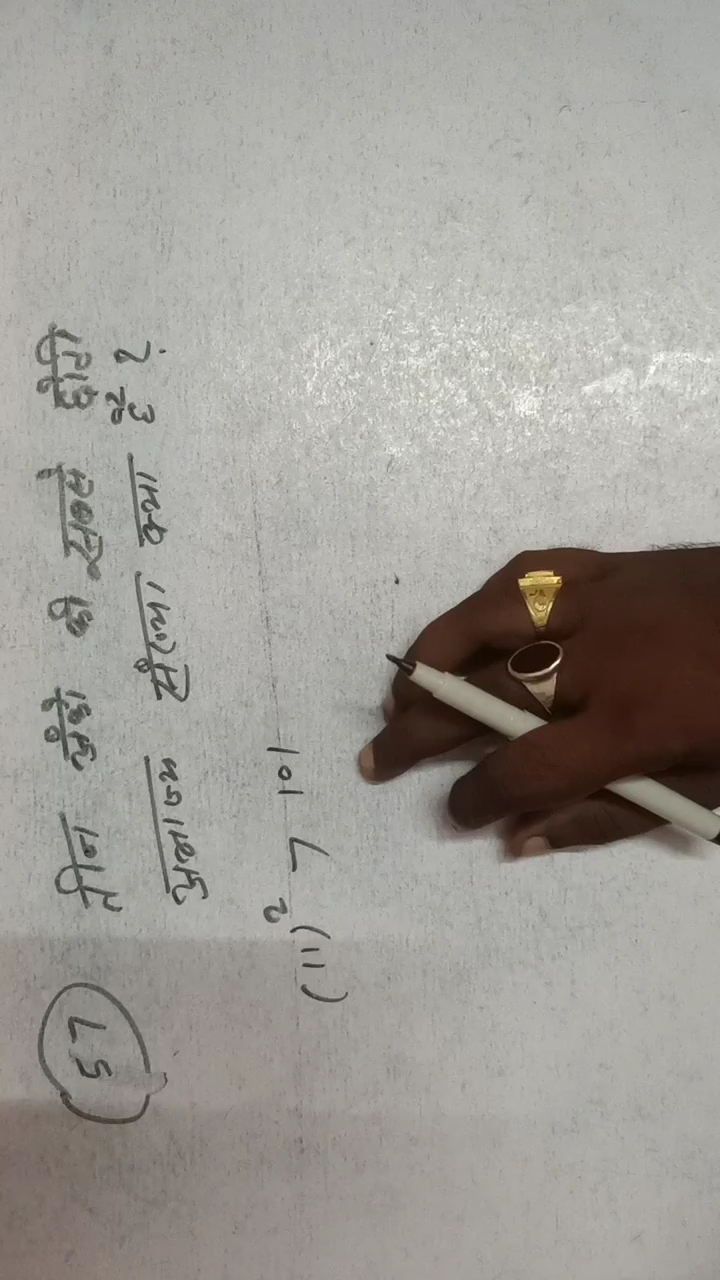 57 तीन अंको की सबसे होती
अभाज्य संख्या क्या है ?
(11)² > 101